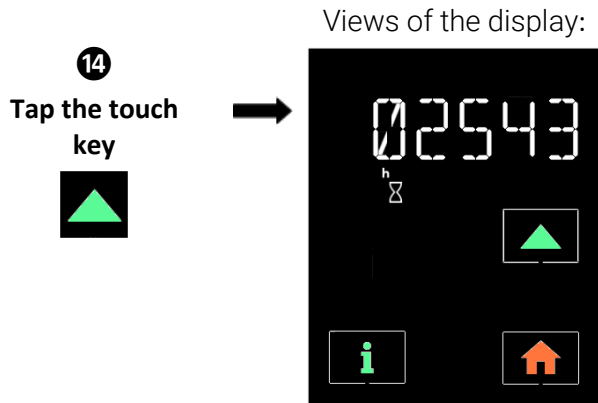 Views of the display:
14
Tap the touch
key
02543
h
i